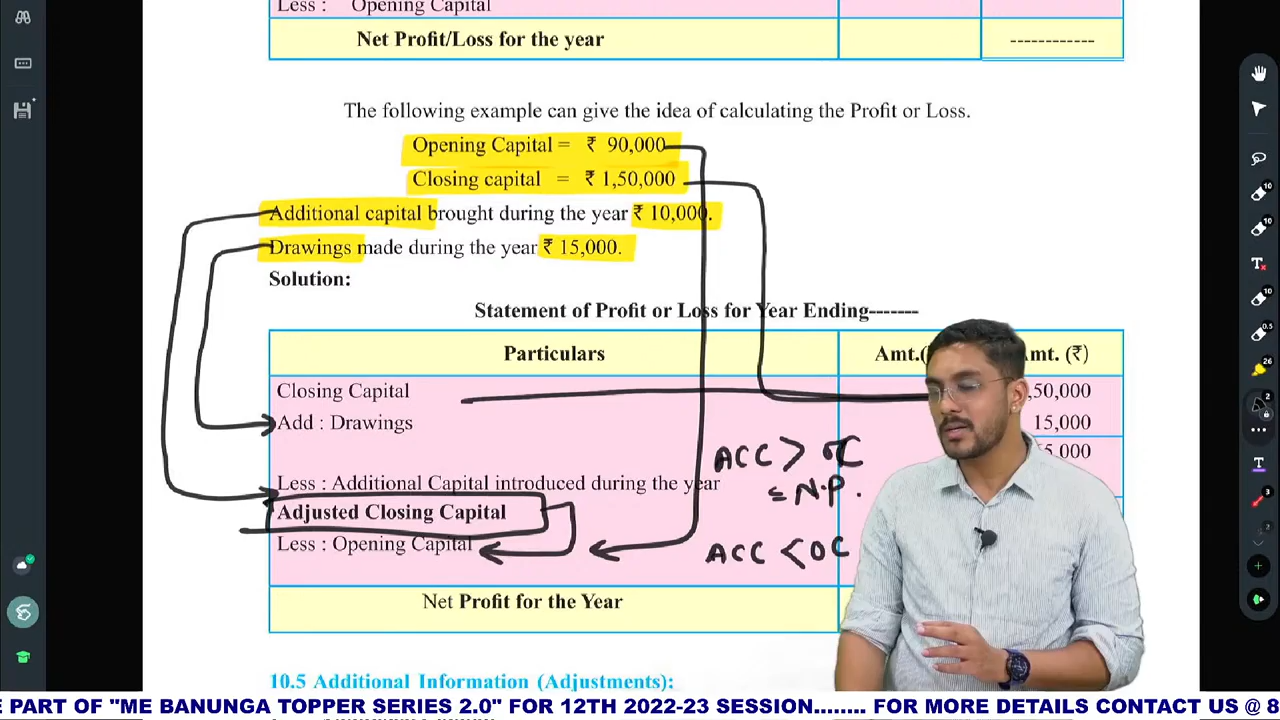 Less : Opening Capital
Net Profit/Loss for the year ------------
The following example can give the idea of calculating the Profit or Loss.
Opening Capital = ₹ 90,000
Closing capital = ₹ 1,50,000
Additional capital brought during the year ₹ 10,000.
Drawings made during the year ₹ 15,000.
Solution:
Statement of Profit or Loss for Year Ending-------
Particulars Amt.( Amt. (₹)
Closing Capital ,50,000
Add : Drawings 15,000
5,000
ACC > OC
Less : Additional Capital introduced during the year
= N.P.
Adjusted Closing Capital
Less : Opening Capital
ACC < OC
Net Profit for the Year
10.5 Additional Information (Adjustments):
E PART OF "ME BANUNGA TOPPER SERIES 2.0" FOR 12TH 2022-23 SESSION........ FOR MORE DETAILS CONTACT US @ 8